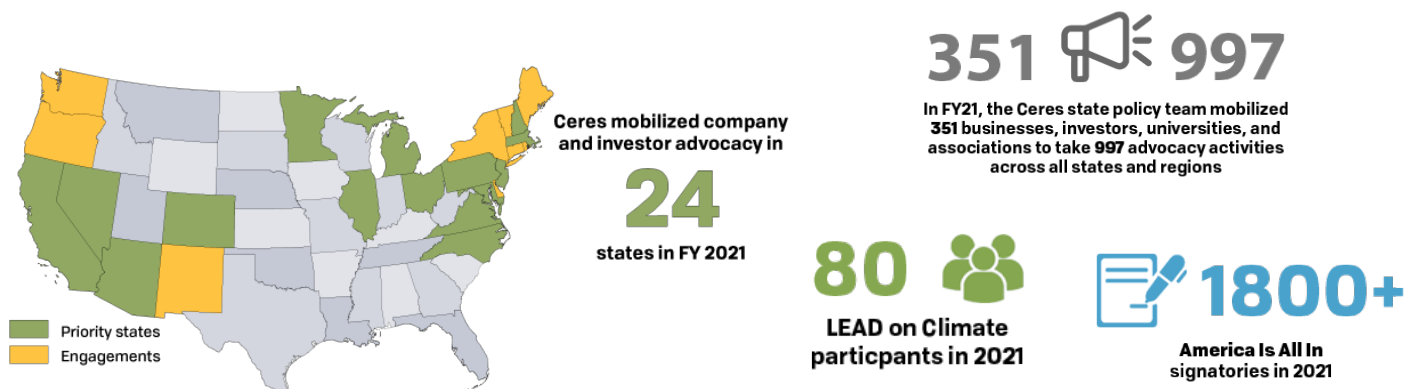 Ceres mobilized company
and investor advocacy in
24
states in FY 2021
Priority states
Engagements
351 997
In FY21, the Ceres state policy team mobilized
351 businesses, investors, universities, and
associations to take 997 advocacy activities
across all states and regions
80
LEAD on Climate
particpants in 2021
1800+
America Is All In
signatories in 2021